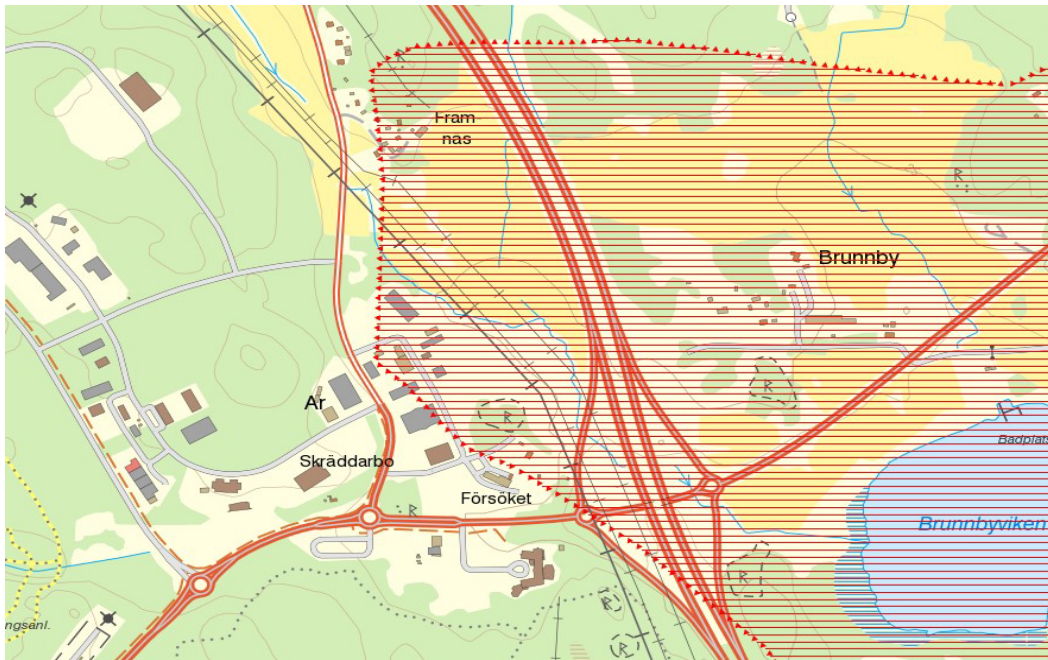 Fram-
nas
Brunnby
Ar
Skräddarbo
Försöket
Badplats
Brunnbyviken
ngsanl.
R
R
R
R
R
R
R
R